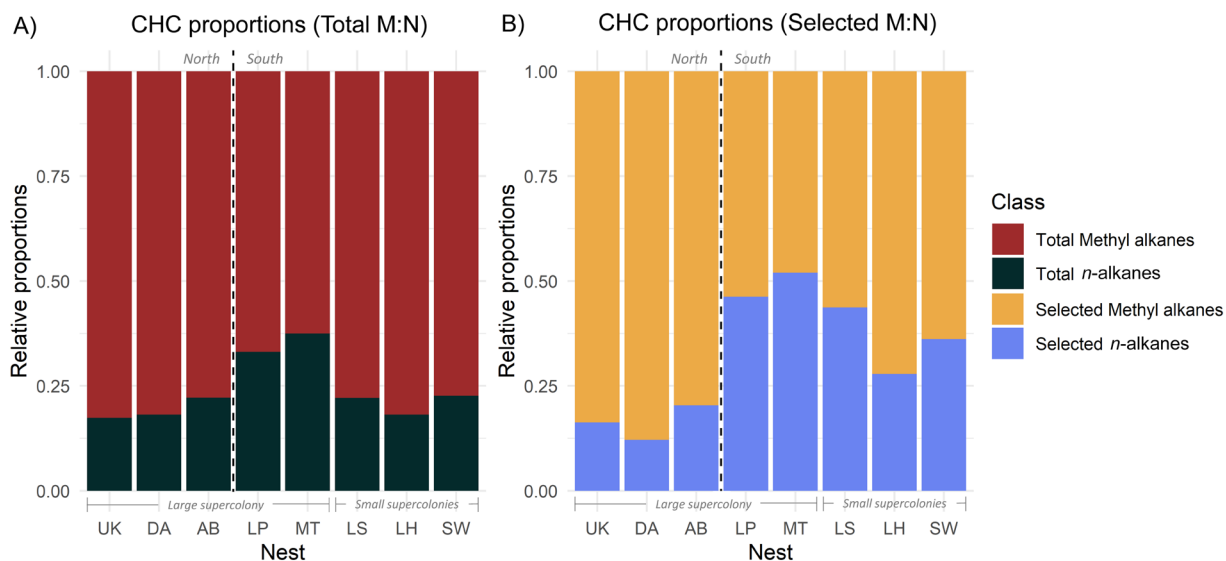 A)
CHC proportions (Total M:N)
North
South
Relative proportions
1.00
0.75
0.50
0.25
0.00
Large supercolony
Small supercolonies
UK DA AB LP MT LS LH SW
Nest
B)
CHC proportions (Selected M:N)
North
South
Relative proportions
1.00
0.75
0.50
0.25
0.00
Large supercolony
Small supercolonies
UK DA AB LP MT LS LH SW
Nest
Class
Total Methyl alkanes
Total n-alkanes
Selected Methyl alkanes
Selected n-alkanes